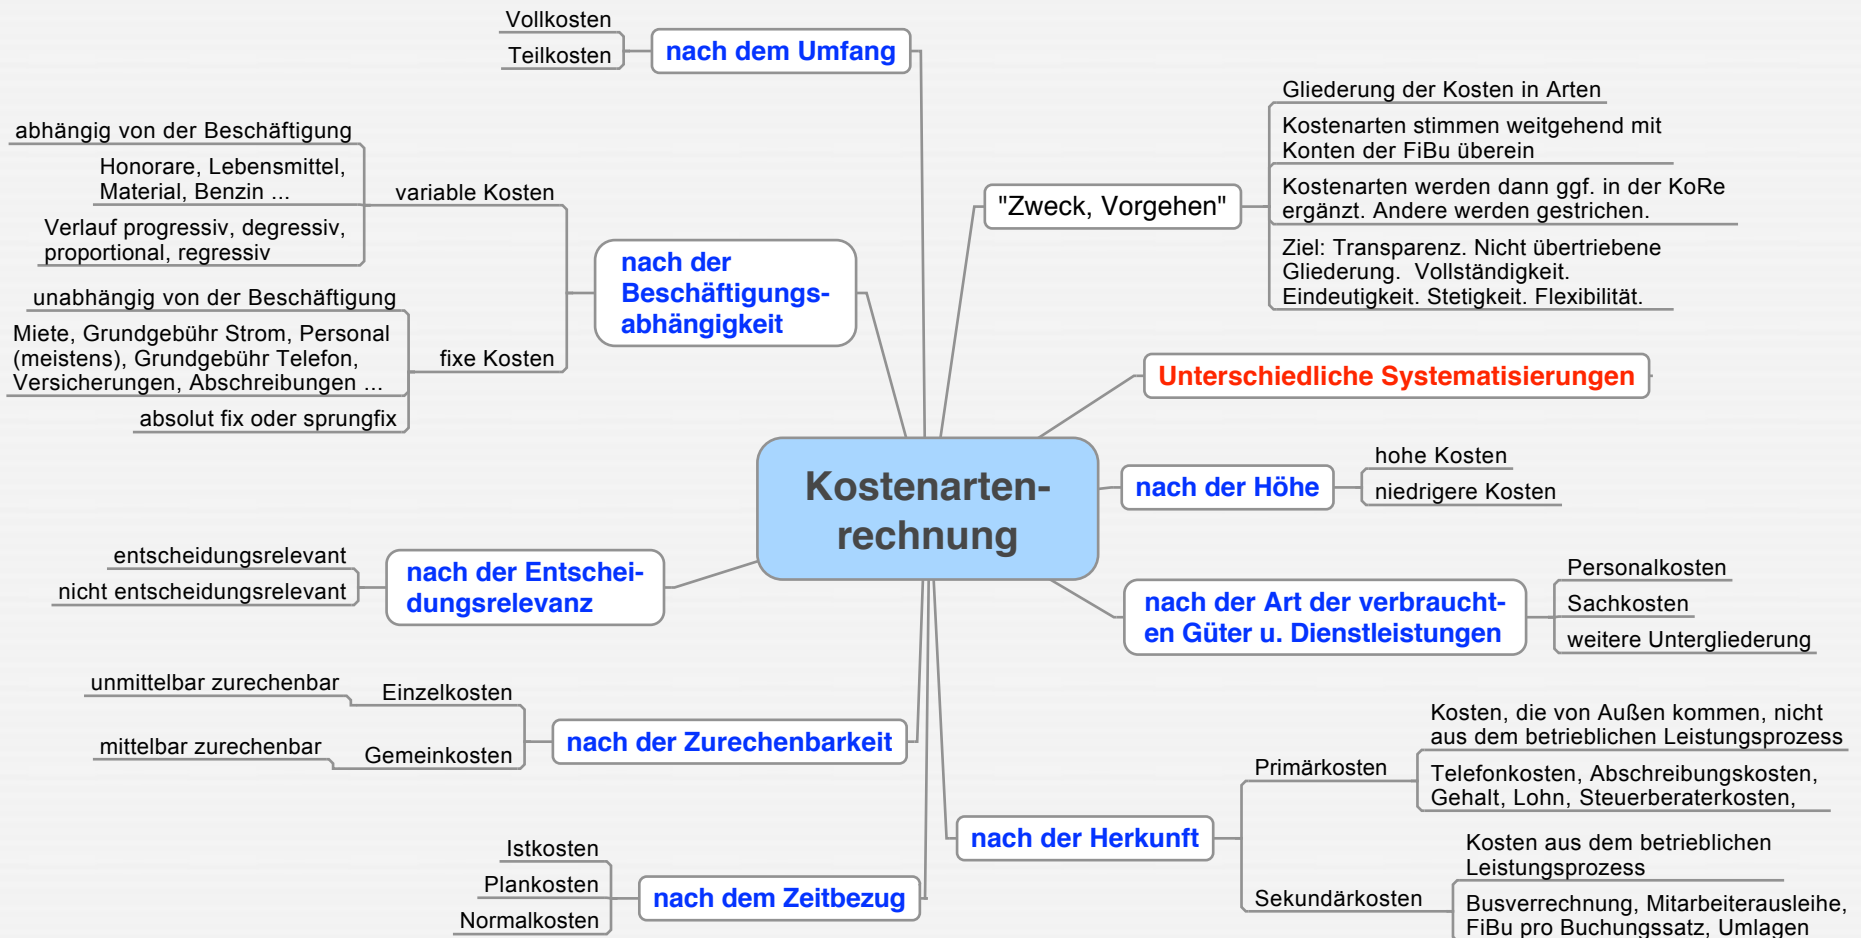 Kostenarten-
rechnung
"Zweck, Vorgehen"
Gliederung der Kosten in Arten
Kostenarten stimmen weitgehend mit
Konten der FiBu überein
Kostenarten werden dann ggf. in der KoRe
ergänzt. Andere werden gestrichen.
Ziel: Transparenz. Nicht übertriebene
Gliederung.  Vollständigkeit.
Eindeutigkeit. Stetigkeit. Flexibilität.
Unterschiedliche Systematisierungen
nach der Höhe
hohe Kosten
niedrigere Kosten
nach der Art der verbraucht-
en Güter u. Dienstleistungen
Personalkosten
Sachkosten
weitere Untergliederung
nach der Herkunft
Primärkosten
Kosten, die von Außen kommen, nicht
aus dem betrieblichen Leistungsprozess
Telefonkosten, Abschreibungskosten,
Gehalt, Lohn, Steuerberaterkosten,
Sekundärkosten
Kosten aus dem betrieblichen
Leistungsprozess
Busverrechnung, Mitarbeiterausleihe,
FiBu pro Buchungssatz, Umlagen
nach dem Umfang
Vollkosten
Teilkosten
nach der
Beschäftigungs-
abhängigkeit
variable Kosten
abhängig von der Beschäftigung
Honorare, Lebensmittel,
Material, Benzin ...
Verlauf progressiv, degressiv,
proportional, regressiv
fixe Kosten
unabhängig von der Beschäftigung
Miete, Grundgebühr Strom, Personal
(meistens), Grundgebühr Telefon,
Versicherungen, Abschreibungen ...
absolut fix oder sprungfix
nach der Entschei-
dungsrelevanz
entscheidungsrelevant
nicht entscheidungsrelevant
nach der Zurechenbarkeit
Einzelkosten
unmittelbar zurechenbar
Gemeinkosten
mittelbar zurechenbar
nach dem Zeitbezug
Istkosten
Plankosten
Normalkosten